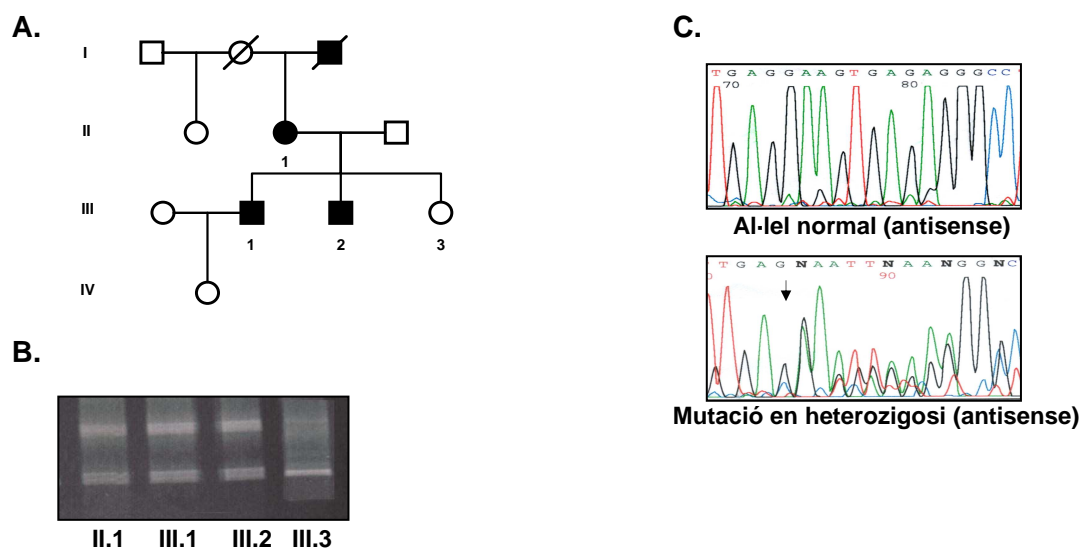 A.
I
II
1
III
1
2
3
IV
B.
II.1 III.1 III.2 III.3
C.
T G A G G A A G T G A G A G G G C C
70 80
Al·lel normal (antisense)
T G A G N A A T T N A A N G G N C
90
Mutació en heterozigosi (antisense)